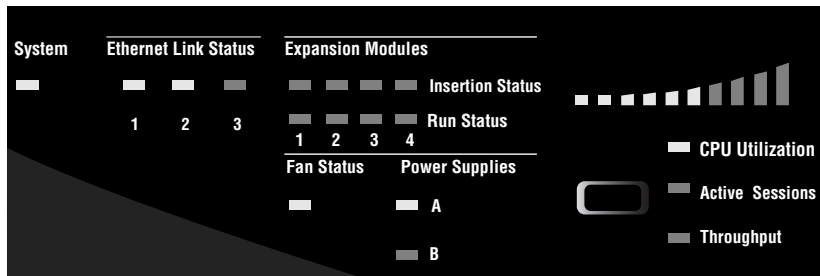 System
Ethernet Link Status
Expansion Modules
Insertion Status
1 2 3
Run Status
1 2 3 4
CPU Utilization
Fan Status
Power Supplies
A
Active Sessions
Throughput
B